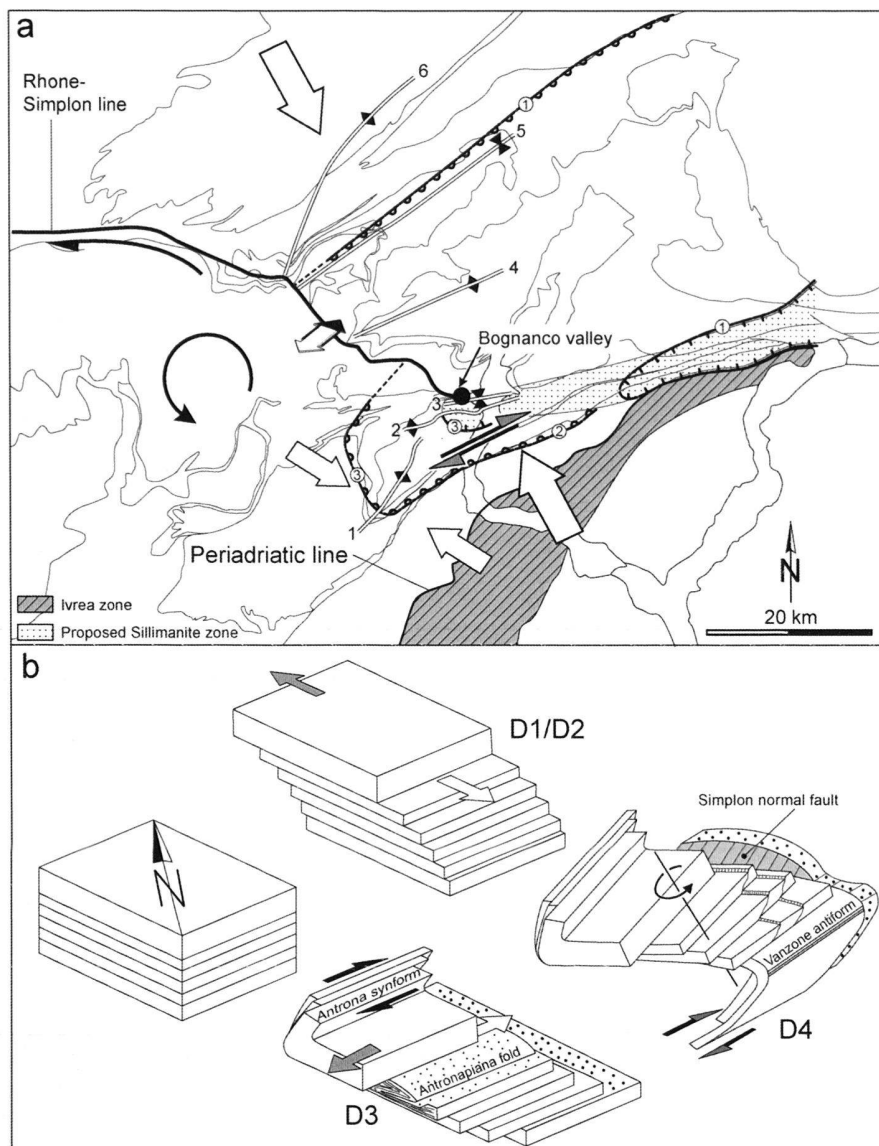 a
Rhone-
Simplon line
6
1
5
4
1
Bognanco valley
3
2
3
2
3
1
Periadriatic line
N
Ivrea zone
Proposed Sillimanite zone
20 km
b
D1/D2
Simplon normal fault
N
Vanzone antiform
Antrona synform
D4
Antronapiana fold
D3